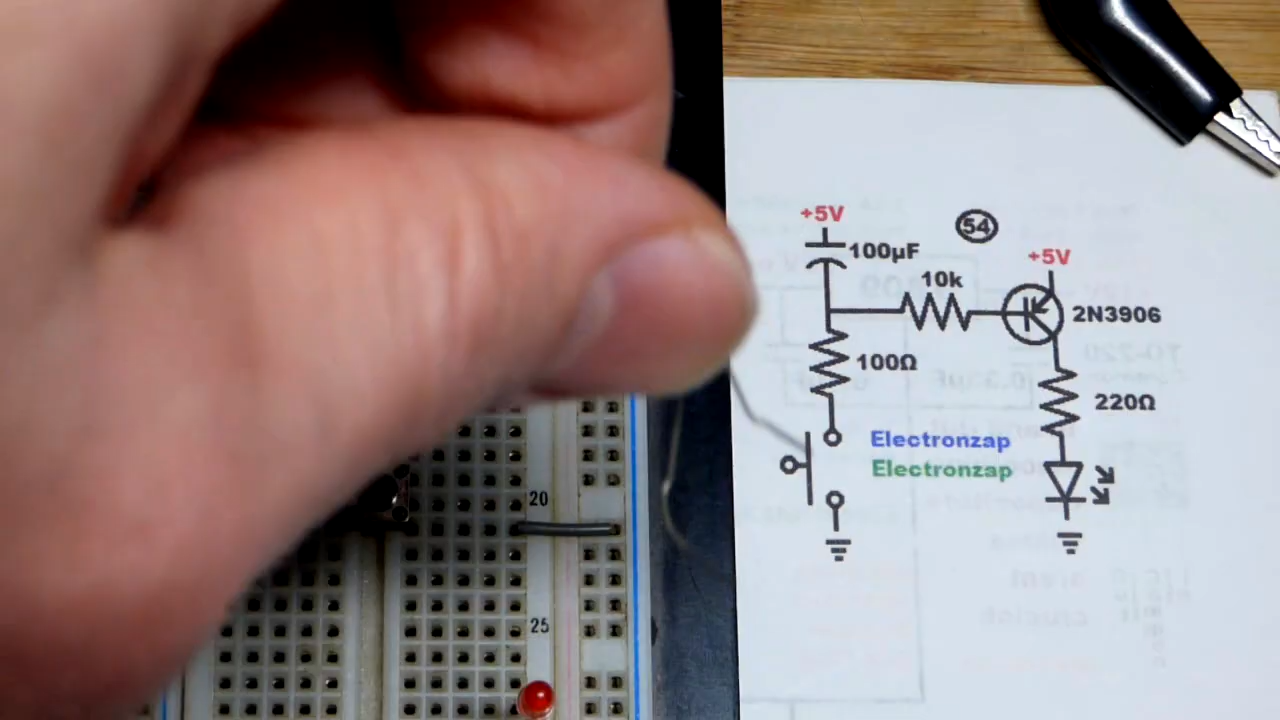 +5V
54
100µF
+5V
10k
2N3906
100Ω
220Ω
Electronzap
Electronzap
20
25